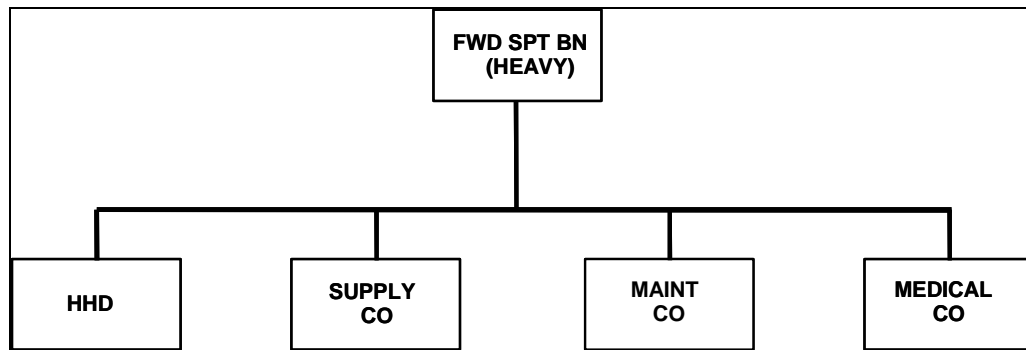 FWD SPT BN
(HEAVY)
HHD
SUPPLY
CO
MAINT
CO
MEDICAL
CO